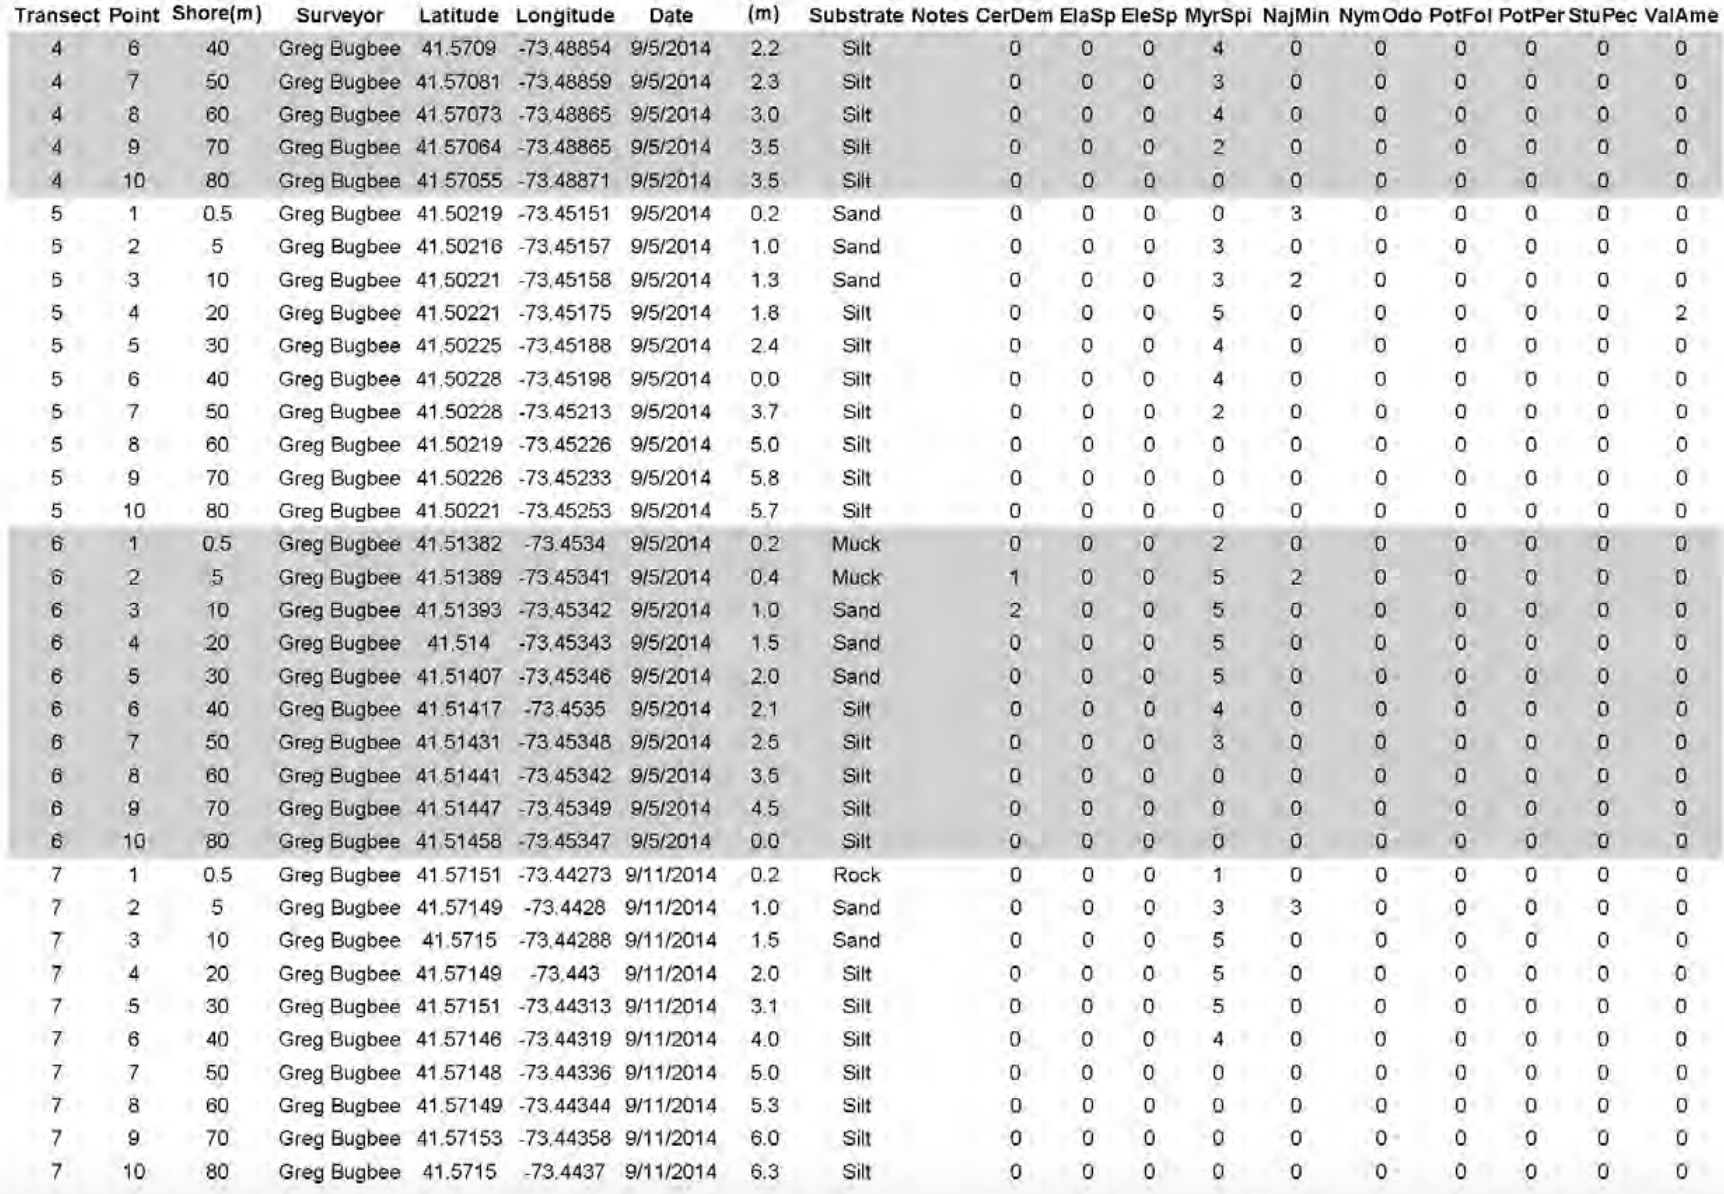 Transect Point Shore(m) Surveyor Latitude Longitude Date (m) Substrate Notes CerDem ElaSp EleSp MyrSpi NajMin NymOdo PotFol PotPer StuPec ValAme
4 6 40 Greg Bugbee 41.5709 -73.48854 9/5/2014 2.2 Silt 0 0 0 4 0 0 0 0 0 0
4 7 50 Greg Bugbee 41.57081 -73.48859 9/5/2014 2.3 Silt 0 0 0 3 0 0 0 0 0 0
4 8 60 Greg Bugbee 41.57073 -73.48865 9/5/2014 3.0 Silt 0 0 0 4 0 0 0 0 0 0
4 9 70 Greg Bugbee 41.57064 -73.48865 9/5/2014 3.5 Silt 0 0 0 2 0 0 0 0 0 0
4 10 80 Greg Bugbee 41.57055 -73.48871 9/5/2014 3.5 Silt 0 0 0 0 0 0 0 0 0 0
5 1 0.5 Greg Bugbee 41.50219 -73.45151 9/5/2014 0.2 Sand 0 0 0 0 3 0 0 0 0 0
5 2 5 Greg Bugbee 41.50216 -73.45157 9/5/2014 1.0 Sand 0 0 0 3 0 0 0 0 0 0
5 3 10 Greg Bugbee 41.50221 -73.45158 9/5/2014 1.3 Sand 0 0 0 3 2 0 0 0 0 0
5 4 20 Greg Bugbee 41.50221 -73.45175 9/5/2014 1.8 Silt 0 0 0 5 0 0 0 0 0 2
5 5 30 Greg Bugbee 41.50225 -73.45188 9/5/2014 2.4 Silt 0 0 0 4 0 0 0 0 0 0
5 6 40 Greg Bugbee 41.50228 -73.45198 9/5/2014 0.0 Silt 0 0 0 4 0 0 0 0 0 0
5 7 50 Greg Bugbee 41.50228 -73.45213 9/5/2014 3.7 Silt 0 0 0 2 0 0 0 0 0 0
5 8 60 Greg Bugbee 41.50219 -73.45226 9/5/2014 5.0 Silt 0 0 0 0 0 0 0 0 0 0
5 9 70 Greg Bugbee 41.50226 -73.45233 9/5/2014 5.8 Silt 0 0 0 0 0 0 0 0 0 0
5 10 80 Greg Bugbee 41.50221 -73.45253 9/5/2014 5.7 Silt 0 0 0 0 0 0 0 0 0 0
6 1 0.5 Greg Bugbee 41.51382 -73.4534 9/5/2014 0.2 Muck 0 0 0 2 0 0 0 0 0 0
6 2 5 Greg Bugbee 41.51389 -73.45341 9/5/2014 0.4 Muck 1 0 0 5 2 0 0 0 0 0
6 3 10 Greg Bugbee 41.51393 -73.45342 9/5/2014 1.0 Sand 2 0 0 5 0 0 0 0 0 0
6 4 20 Greg Bugbee 41.514 -73.45343 9/5/2014 1.5 Sand 0 0 0 5 0 0 0 0 0 0
6 5 30 Greg Bugbee 41.51407 -73.45346 9/5/2014 2.0 Sand 0 0 0 5 0 0 0 0 0 0
6 6 40 Greg Bugbee 41.51417 -73.4535 9/5/2014 2.1 Silt 0 0 0 4 0 0 0 0 0 0
6 7 50 Greg Bugbee 41.51431 -73.45348 9/5/2014 2.5 Silt 0 0 0 3 0 0 0 0 0 0
6 8 60 Greg Bugbee 41.51441 -73.45342 9/5/2014 3.5 Silt 0 0 0 0 0 0 0 0 0 0
6 9 70 Greg Bugbee 41.51447 -73.45349 9/5/2014 4.5 Silt 0 0 0 0 0 0 0 0 0 0
6 10 80 Greg Bugbee 41.51458 -73.45347 9/5/2014 0.0 Silt 0 0 0 0 0 0 0 0 0 0
7 1 0.5 Greg Bugbee 41.57151 -73.44273 9/11/2014 0.2 Rock 0 0 0 1 0 0 0 0 0 0
7 2 5 Greg Bugbee 41.57149 -73.4428 9/11/2014 1.0 Sand 0 0 0 3 3 0 0 0 0 0
7 3 10 Greg Bugbee 41.5715 -73.44288 9/11/2014 1.5 Sand 0 0 0 5 0 0 0 0 0 0
7 4 20 Greg Bugbee 41.57149 -73.443 9/11/2014 2.0 Silt 0 0 0 5 0 0 0 0 0 0
7 5 30 Greg Bugbee 41.57151 -73.44313 9/11/2014 3.1 Silt 0 0 0 5 0 0 0 0 0 0
7 6 40 Greg Bugbee 41.57146 -73.44319 9/11/2014 4.0 Silt 0 0 0 4 0 0 0 0 0 0
7 7 50 Greg Bugbee 41.57148 -73.44336 9/11/2014 5.0 Silt 0 0 0 0 0 0 0 0 0 0
7 8 60 Greg Bugbee 41.57149 -73.44344 9/11/2014 5.3 Silt 0 0 0 0 0 0 0 0 0 0
7 9 70 Greg Bugbee 41.57153 -73.44358 9/11/2014 6.0 Silt 0 0 0 0 0 0 0 0 0 0
7 10 80 Greg Bugbee 41.5715 -73.4437 9/11/2014 6.3 Silt 0 0 0 0 0 0 0 0 0 0